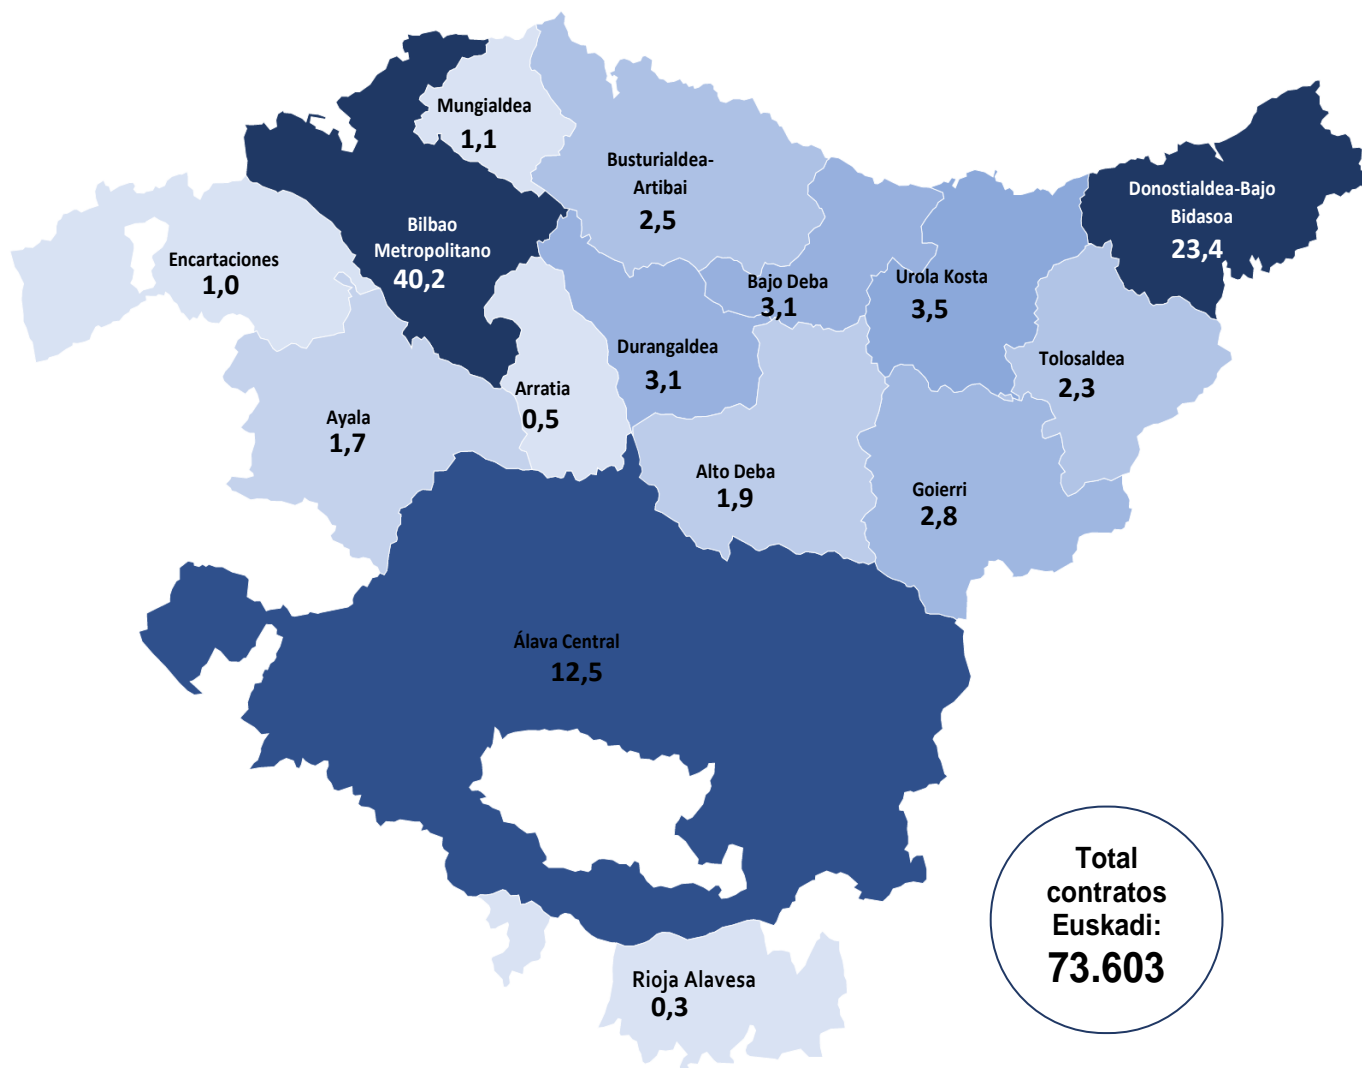 Mungialdea
1,1
Busturialdea-
Artibai
2,5
Donostialdea-Bajo
Bidasoa
23,4
Bilbao
Metropolitano
40,2
Encartaciones
1,0
Bajo Deba
3,1
Urola Kosta
3,5
Durangaldea
3,1
Tolosaldea
2,3
Arratia
0,5
Ayala
1,7
Alto Deba
1,9
Goierri
2,8
Álava Central
12,5
Total
contratos
Euskadi:
73.603
Rioja Alavesa
0,3